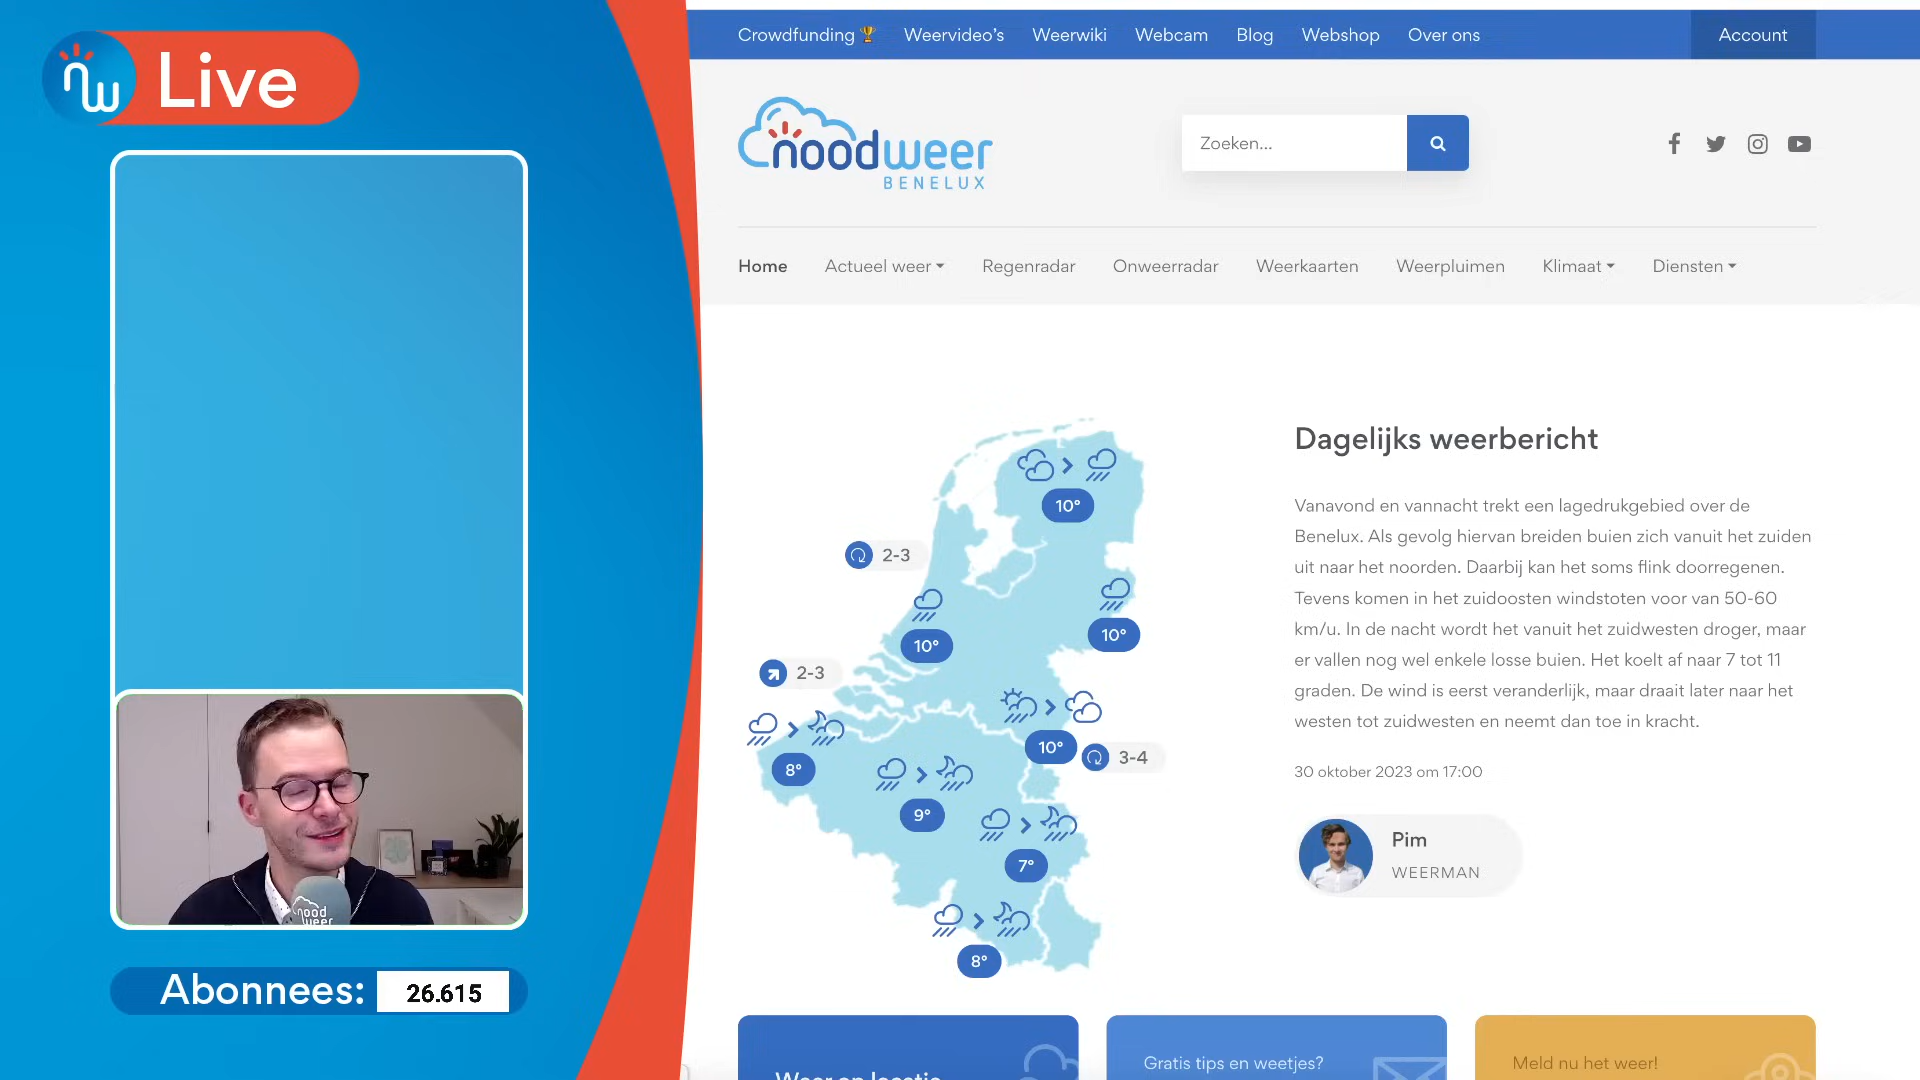 nw Live
Abonnees: 26.615
nood
weer
Crowdfunding Weervideo's Weerwiki Webcam Blog Webshop Over ons Account
noodweer
BENELUX
Zoeken...
Home Actueel weer Regenradar Onweerradar Weerkaarten Weerpluimen Klimaat Diensten
10°
2-3
10°
10°
2-3
10°
3-4
8°
9°
7°
8°
Dagelijks weerbericht
Vanavond en vannacht trekt een lagedrukgebied over de
Benelux. Als gevolg hiervan breiden buien zich vanuit het zuiden
uit naar het noorden. Daarbij kan het soms flink doorregenen.
Tevens komen in het zuidoosten windstoten voor van 50-60
km/u. In de nacht wordt het vanuit het zuidwesten droger, maar
er vallen nog wel enkele losse buien. Het koelt af naar 7 tot 11
graden. De wind is eerst veranderlijk, maar draait later naar het
westen tot zuidwesten en neemt dan toe in kracht.
30 oktober 2023 om 17:00
Pim
WEERMAN
Weer op locatie
Gratis tips en weetjes?
Meld nu het weer!